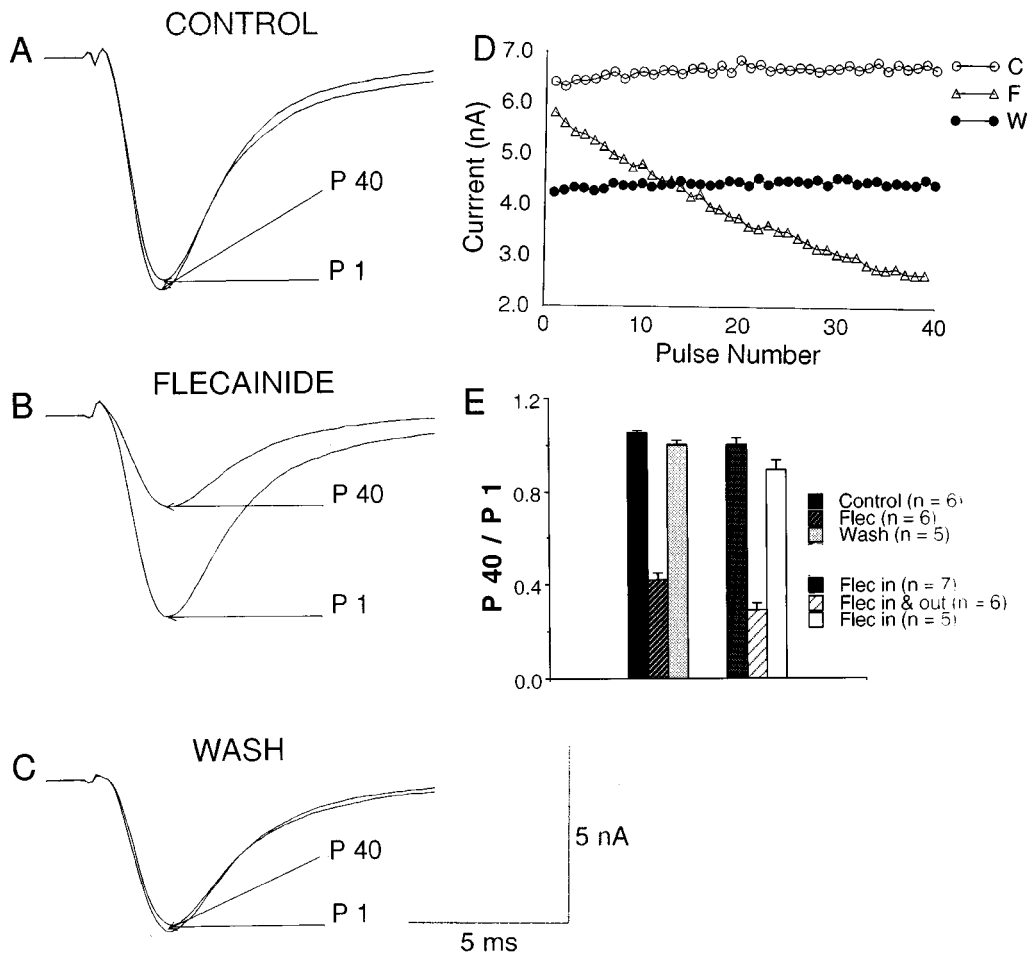 A
CONTROL
P 40
P 1
B
FLECAINIDE
P 40
P 1
C
WASH
P 40
P 1
5 nA
5 ms
D
7.0
6.0
5.0
4.0
3.0
2.0
Currrent (nA)
0
10
20
30
40
Pulse Number
C
F
W
E
1.2
0.8
0.4
0.0
P 40 / P 1
Control (n = 6)
Flec (n = 6)
Wash (n = 5)
Flec in (n = 7)
Flec in & out (n = 6)
Flec in (n = 5)